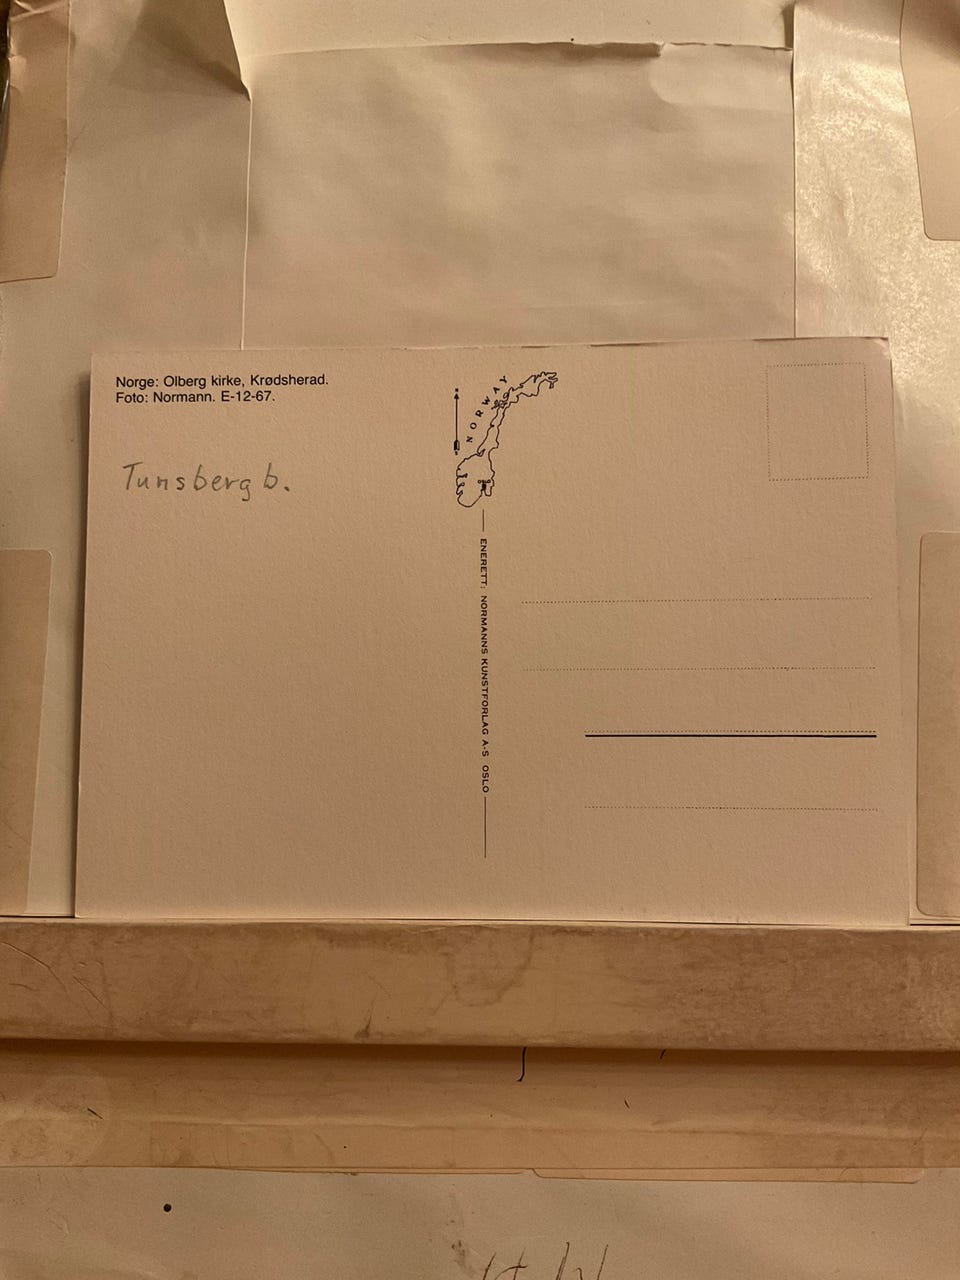 Norge: Olberg kirke, Krødsherad.
Foto: Normann. E-12-67.
Tunsberg b.
NORWAY
ENERETT: NORMANNS KUNSTFORLAG A-S OSLO